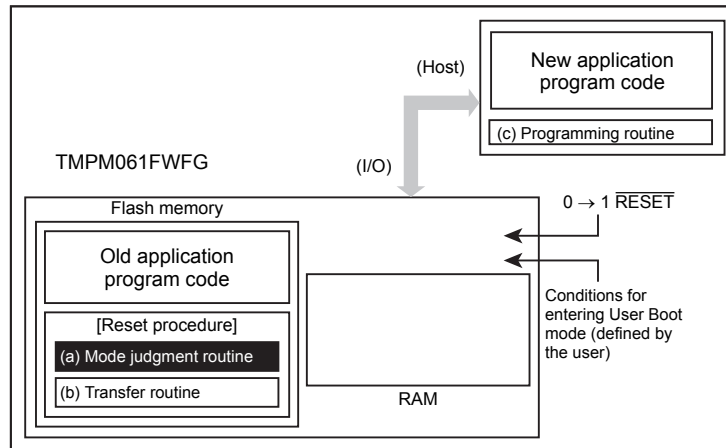 New application
program code
(Host)
(c) Programming routine
TMPM061FWFG
(I/O)
Flash memory
0 → 1 RESET
Old application
program code
[Reset procedure]
(a) Mode judgment routine
(b) Transfer routine
RAM
Conditions for
entering User Boot
mode (defined by
the user)